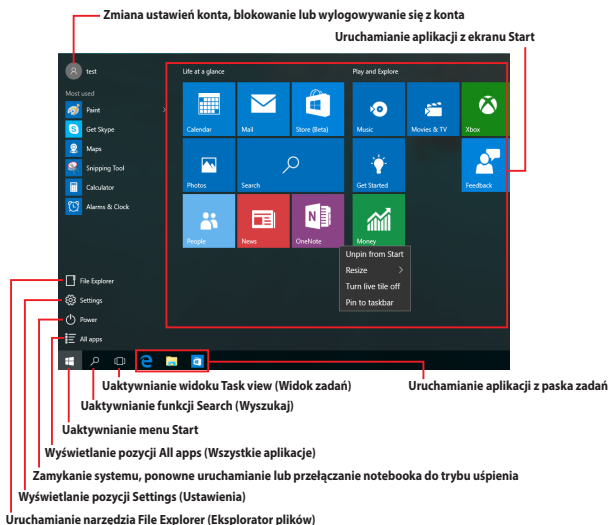 Zmiana ustawień konta, blokowanie lub wylogowywanie się z konta
Uruchamianie aplikacji z ekranu Start
test
Most used
Paint
Get Skype
Maps
Snipping Tool
Calculator
Alarms & Clock
File Explorer
Settings
Power
All apps
Life at a glance
Calendar
Mail
Store (Beta)
Photos
Search
People
News
OneNote
Play and Explore
Music
Movies & TV
Xbox
Get Started
Feedback
Money
Unpin from Start
Resize
Turn live tile off
Pin to taskbar
Uaktywnianie widoku Task view (Widok zadań)
Uruchamianie aplikacji z paska zadań
Uaktywnianie funkcji Search (Wyszukaj)
Uaktywnianie menu Start
Wyświetlanie pozycji All apps (Wszystkie aplikacje)
Zamykanie systemu, ponowne uruchamianie lub przełączanie notebooka do trybu uśpienia
Wyświetlanie pozycji Settings (Ustawienia)
Uruchamianie narzędzia File Explorer (Eksplorator plików)